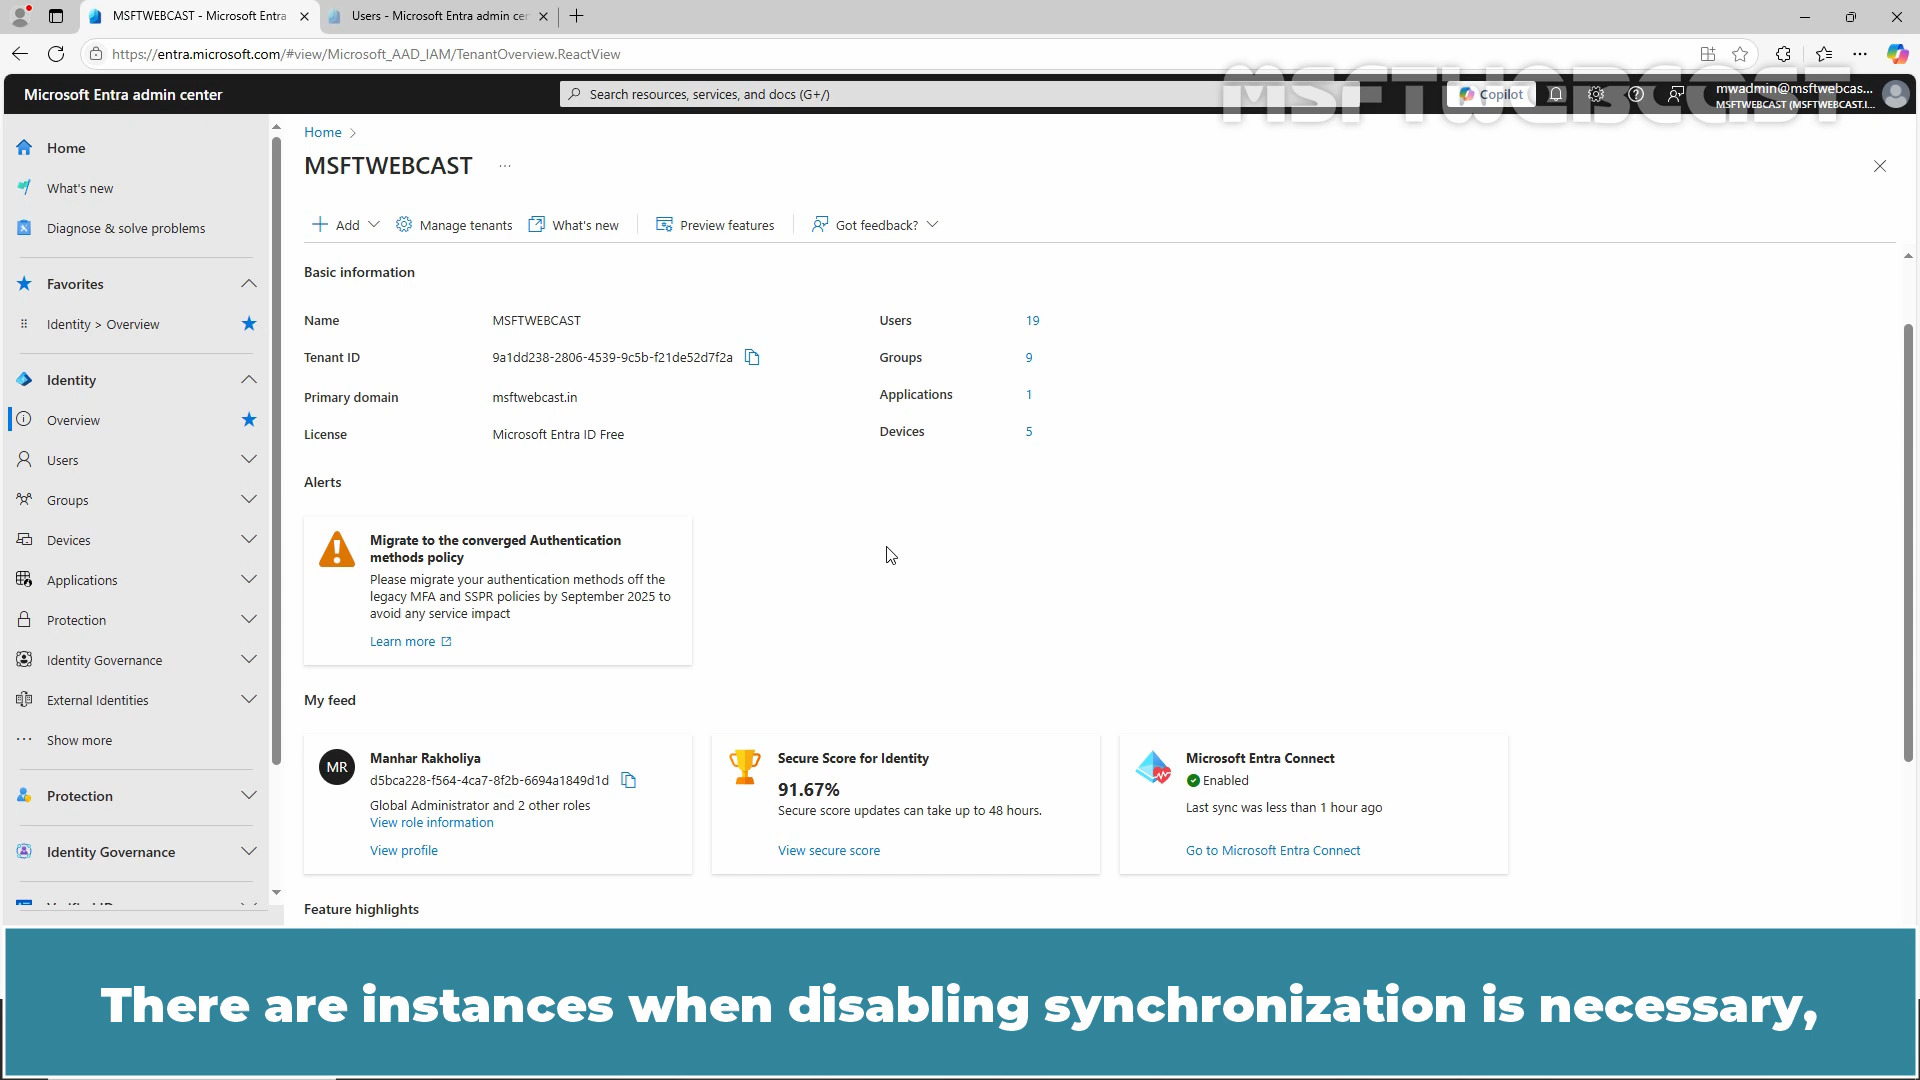 MSFTWEBCAST - Microsoft Entra
Users - Microsoft Entra admin cer
https://entra.microsoft.com/#view/Microsoft_AAD_IAM/TenantOverview.ReactView
MSFTWEBCAST
Microsoft Entra admin center
Search resources, services, and docs (G+/)
Copilot
mwadmin@msftwebcas...
MSFTWEBCAST (MSFTWEBCAST.I...
Home
What's new
Diagnose & solve problems
Favorites
Identity > Overview
Identity
Overview
Users
Groups
Devices
Applications
Protection
Identity Governance
External Identities
Show more
Protection
Identity Governance
Home
MSFTWEBCAST
Add
Manage tenants
What's new
Preview features
Got feedback?
Basic information
Name MSFTWEBCAST Users 19
Tenant ID 9a1dd238-2806-4539-9c5b-f21de52d7f2a Groups 9
Primary domain msftwebcast.in Applications 1
License Microsoft Entra ID Free Devices 5
Alerts
Migrate to the converged Authentication
methods policy
Please migrate your authentication methods off the
legacy MFA and SSPR policies by September 2025 to
avoid any service impact
Learn more
My feed
MR
Manhar Rakholiya
d5bca228-f564-4ca7-8f2b-6694a1849d1d
Global Administrator and 2 other roles
View role information
View profile
Secure Score for Identity
91.67%
Secure score updates can take up to 48 hours.
View secure score
Microsoft Entra Connect
Enabled
Last sync was less than 1 hour ago
Go to Microsoft Entra Connect
Feature highlights
There are instances when disabling synchronization is necessary,